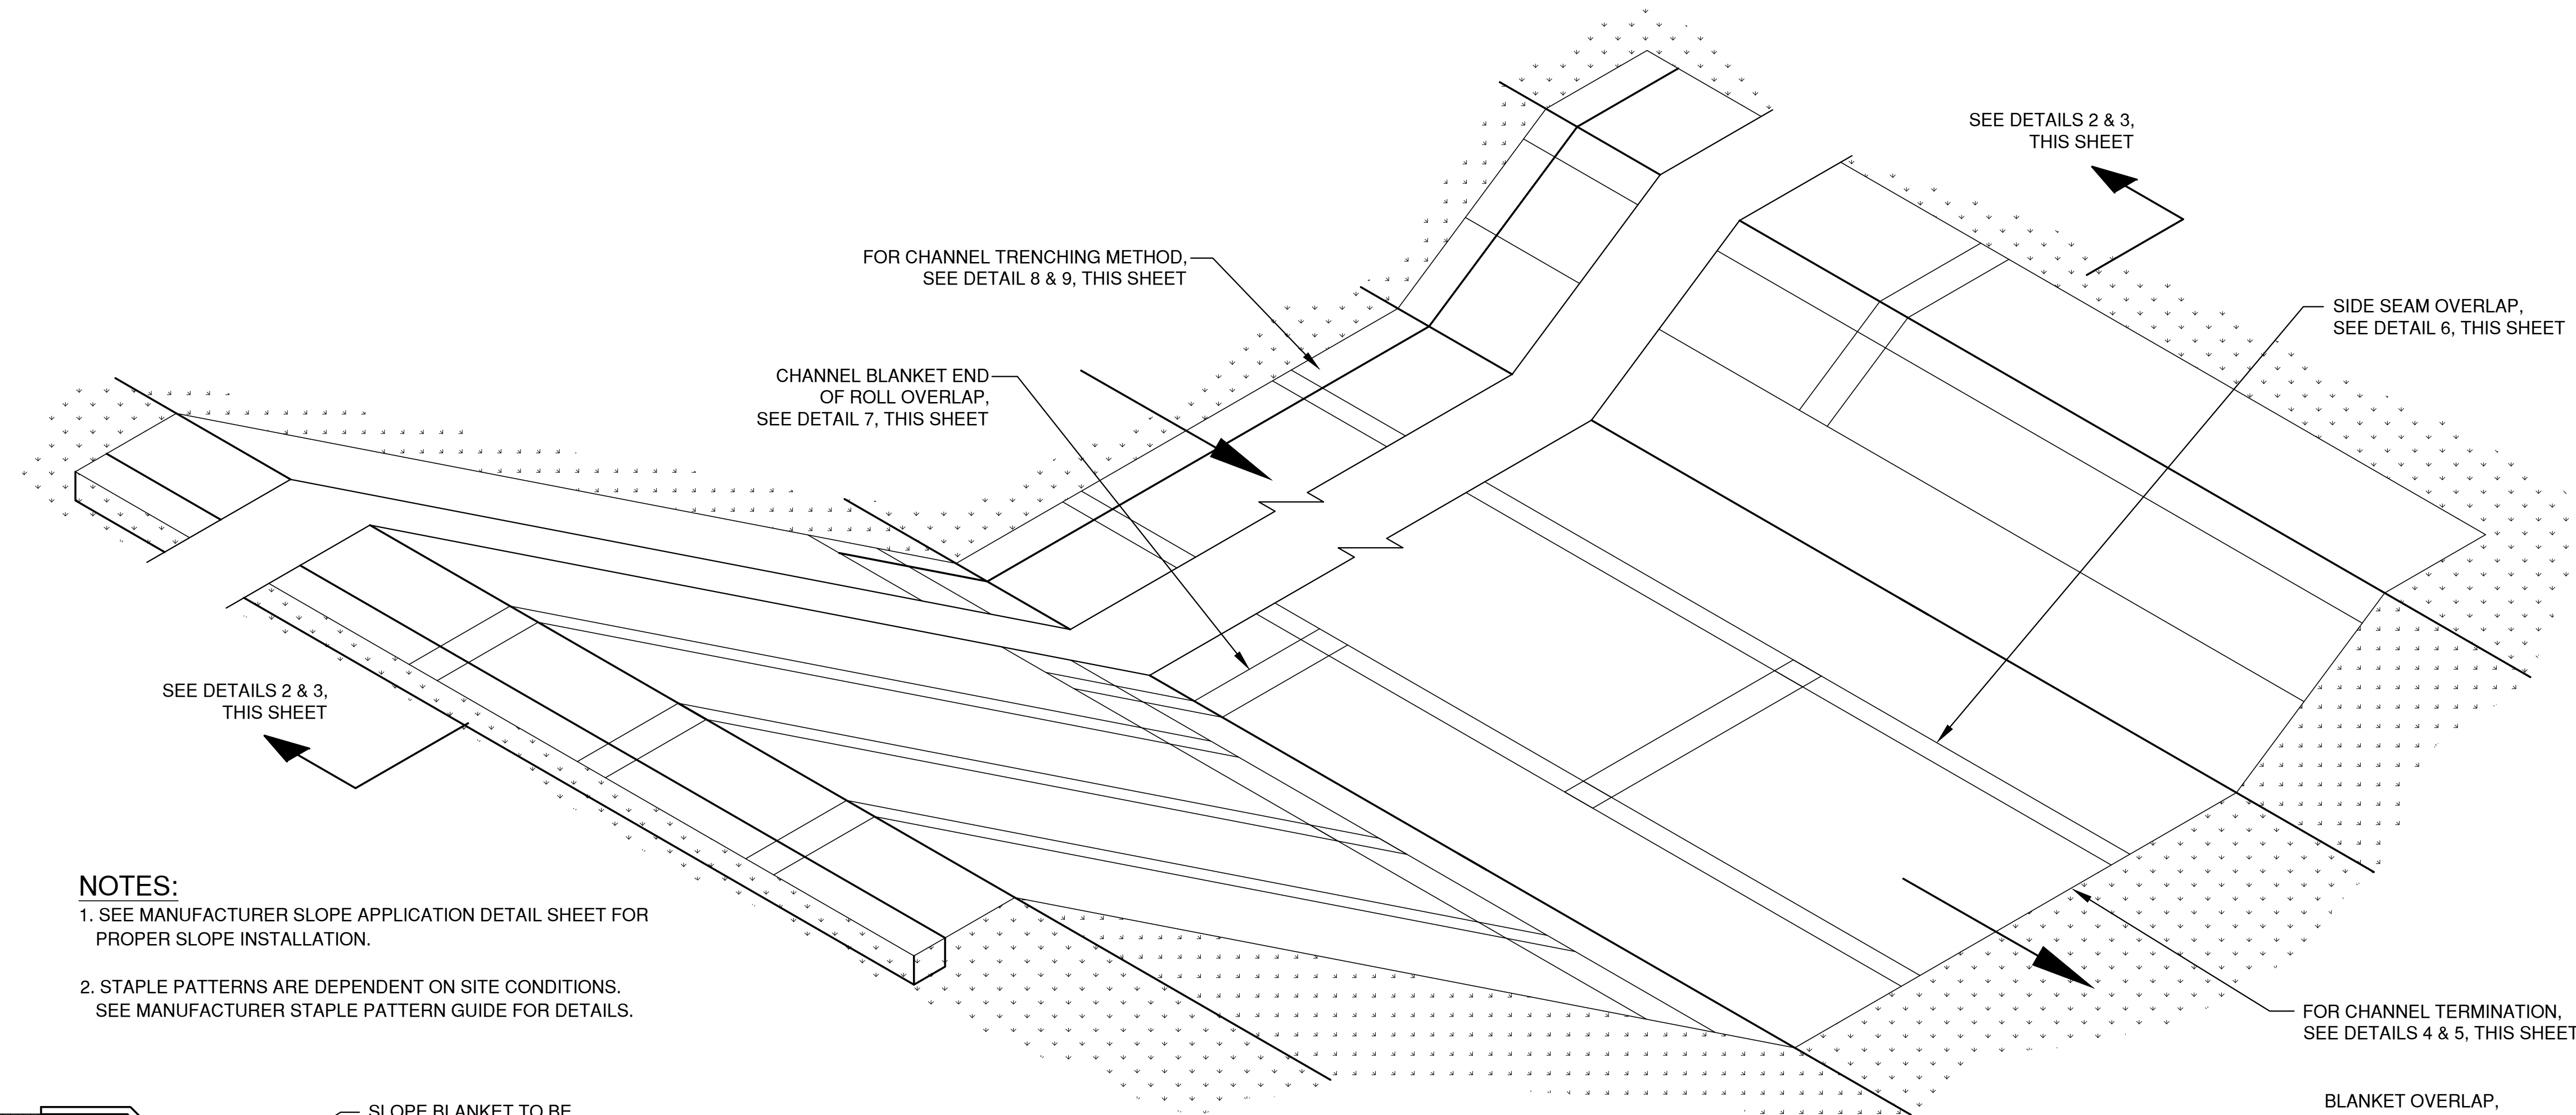 SEE DETAILS 2 & 3,
THIS SHEET
FOR CHANNEL TRENCHING METHOD,
SEE DETAIL 8 & 9, THIS SHEET
SIDE SEAM OVERLAP,
SEE DETAIL 6, THIS SHEET
CHANNEL BLANKET END
OF ROLL OVERLAP,
SEE DETAIL 7, THIS SHEET
SEE DETAILS 2 & 3,
THIS SHEET
NOTES:
1. SEE MANUFACTURER SLOPE APPLICATION DETAIL SHEET FOR
PROPER SLOPE INSTALLATION.
2. STAPLE PATTERNS ARE DEPENDENT ON SITE CONDITIONS.
SEE MANUFACTURER STAPLE PATTERN GUIDE FOR DETAILS.
FOR CHANNEL TERMINATION,
SEE DETAILS 4 & 5, THIS SHEET
BLANKET OVERLAP,
SLOPE BLANKET TO BE